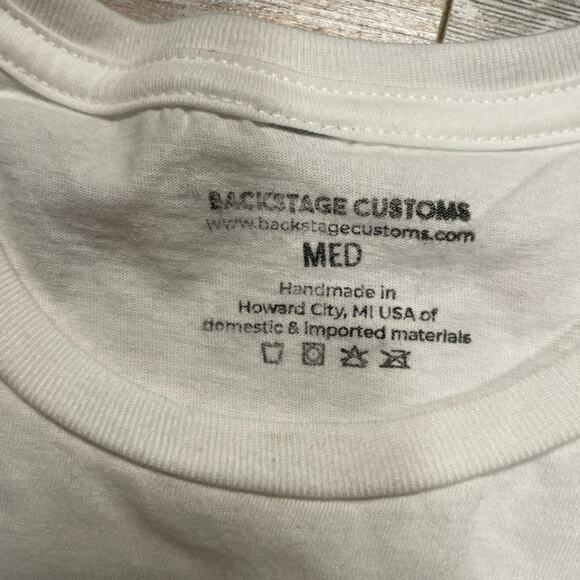 BACKSTAGE CUSTOMS
www.backstagecustoms.com
MED
Handmade in
Howard City, MI USA of
domestic & imported materials